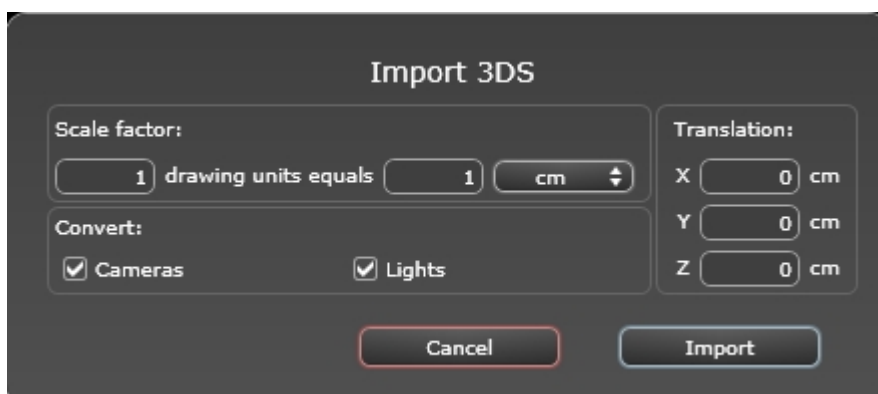 Import 3DS
Scale factor:
1 drawing units equals 1 cm
Convert:
Cameras Lights
Translation:
X 0 cm
Y 0 cm
Z 0 cm
Cancel Import